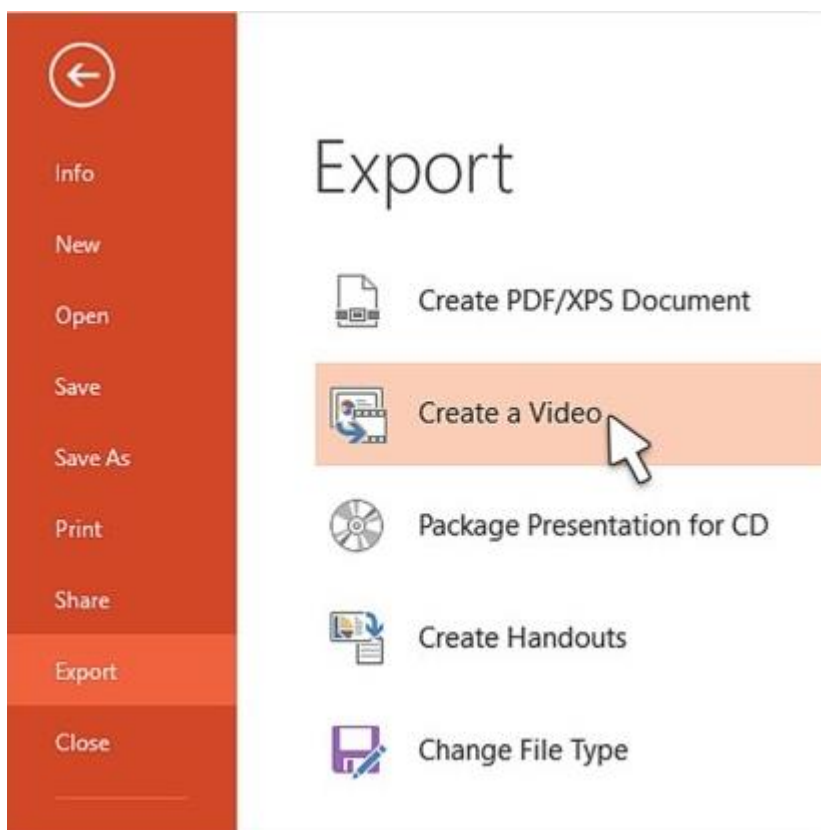 Info
New
Open
Save
Save As
Print
Share
Export
Close
Export
Create PDF/XPS Document
Create a Video
Package Presentation for CD
Create Handouts
Change File Type